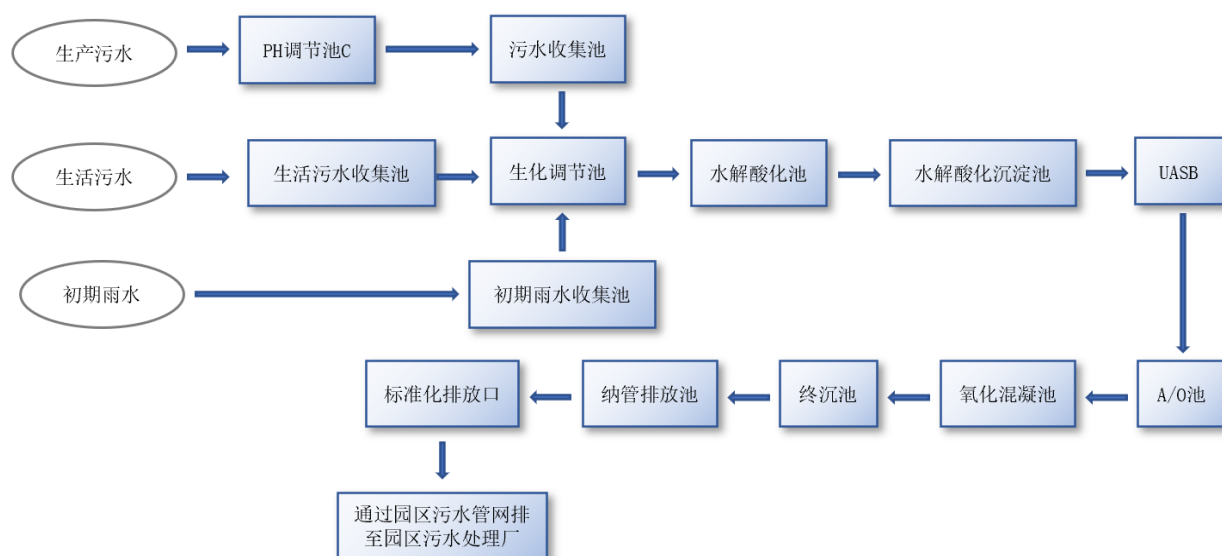 生产污水
PH调节池C
污水收集池
生活污水
生活污水收集池
生化调节池
水解酸化池
水解酸化沉淀池
UASB
初期雨水
初期雨水收集池
标准化排放口
纳管排放池
终沉池
氧化混凝池
A/O池
通过园区污水管网排
至园区污水处理厂